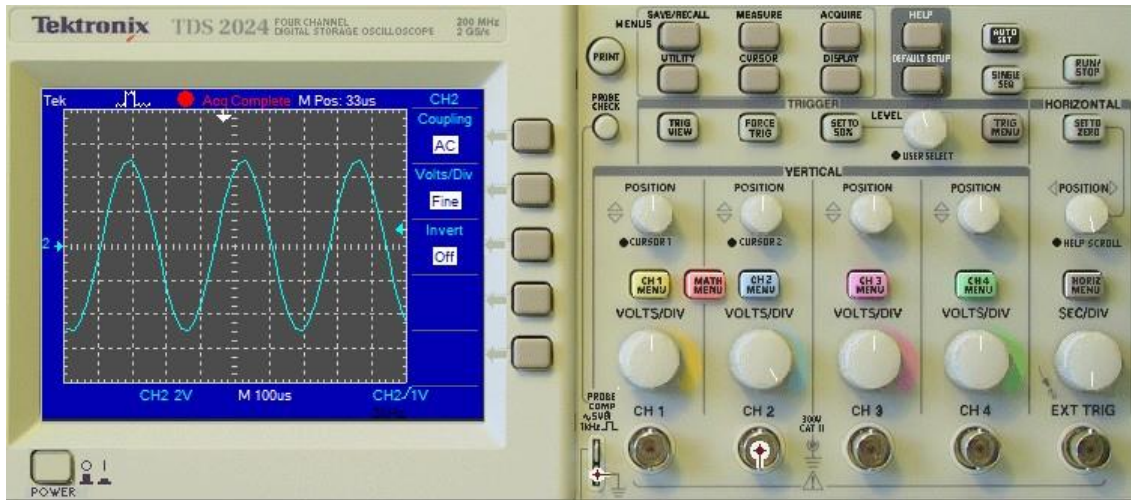 Tektronix TDS 2024 FOUR CHANNEL 200 MHz
DIGITAL STORAGE OSCILLOSCOPE 2 GS/s
Tek Acq Complete M Pos: 33us CH2
Coupling
AC
Volts/Div
Fine
Invert
Off
2
CH2 2V M 100us CH2/1V
POWER
MENUS
SAVE/RECALL MEASURE ACQUIRE HELP
AUTO SET
PRINT
UTILITY CURSOR DISPLAY DEFAULT SETUP
SINGLE SEQ
RUN/ STOP
PROBE CHECK
TRIGGER HORIZONTAL
TRIG VIEW FORCE TRIG SET TO 50% LEVEL TRIG MENU SET TO ZERO
USER SELECT
VERTICAL
POSITION POSITION POSITION POSITION POSITION
CURSOR 1 CURSOR 2 HELP SCROLL
CH 1 MENU MATH MENU CH 2 MENU CH 3 MENU CH 4 MENU HORIZ MENU
VOLTS/DIV VOLTS/DIV VOLTS/DIV VOLTS/DIV SEC/DIV
PROBE COMP
~5V@
1kHz
CH 1 CH 2 300V CAT II CH 3 CH 4 EXT TRIG